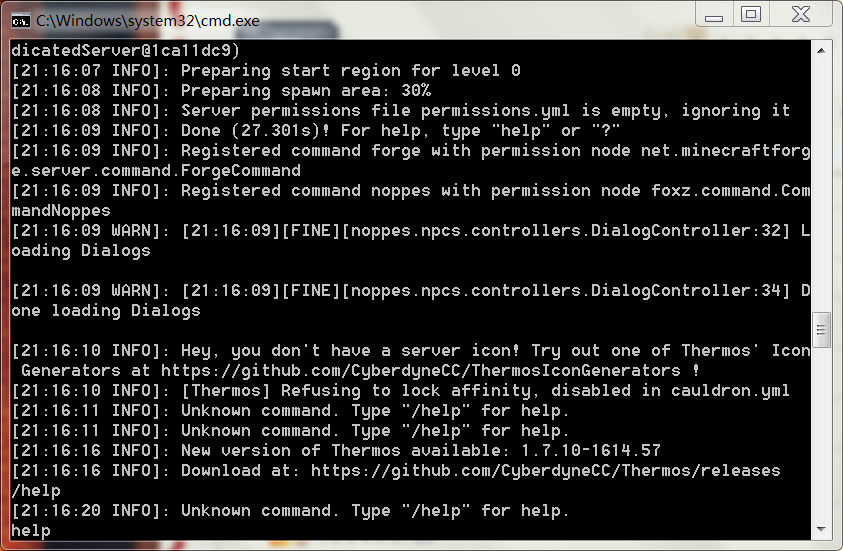 C:\Windows\system32\cmd.exe
dicatedServer@1ca11dc9)
[21:16:07 INFO]: Preparing start region for level 0
[21:16:08 INFO]: Preparing spawn area: 30%
[21:16:08 INFO]: Server permissions file permissions.yml is empty, ignoring it
[21:16:09 INFO]: Done (27.301s)! For help, type "help" or "?"
[21:16:09 INFO]: Registered command forge with permission node net.minecraftforg
e.server.command.ForgeCommand
[21:16:09 INFO]: Registered command noppes with permission node foxz.command.Com
mandNoppes
[21:16:09 WARN]: [21:16:09][FINE][noppes.npcs.controllers.DialogController:32] L
oading Dialogs
[21:16:09 WARN]: [21:16:09][FINE][noppes.npcs.controllers.DialogController:34] D
one loading Dialogs
[21:16:10 INFO]: Hey, you don't have a server icon! Try out one of Thermos' Icon
 Generators at https://github.com/CyberdyneCC/ThermosIconGenerators !
[21:16:10 INFO]: [Thermos] Refusing to lock affinity, disabled in cauldron.yml
[21:16:11 INFO]: Unknown command. Type "/help" for help.
[21:16:11 INFO]: Unknown command. Type "/help" for help.
[21:16:16 INFO]: New version of Thermos available: 1.7.10-1614.57
[21:16:16 INFO]: Download at: https://github.com/CyberdyneCC/Thermos/releases
/help
[21:16:20 INFO]: Unknown command. Type "/help" for help.
help